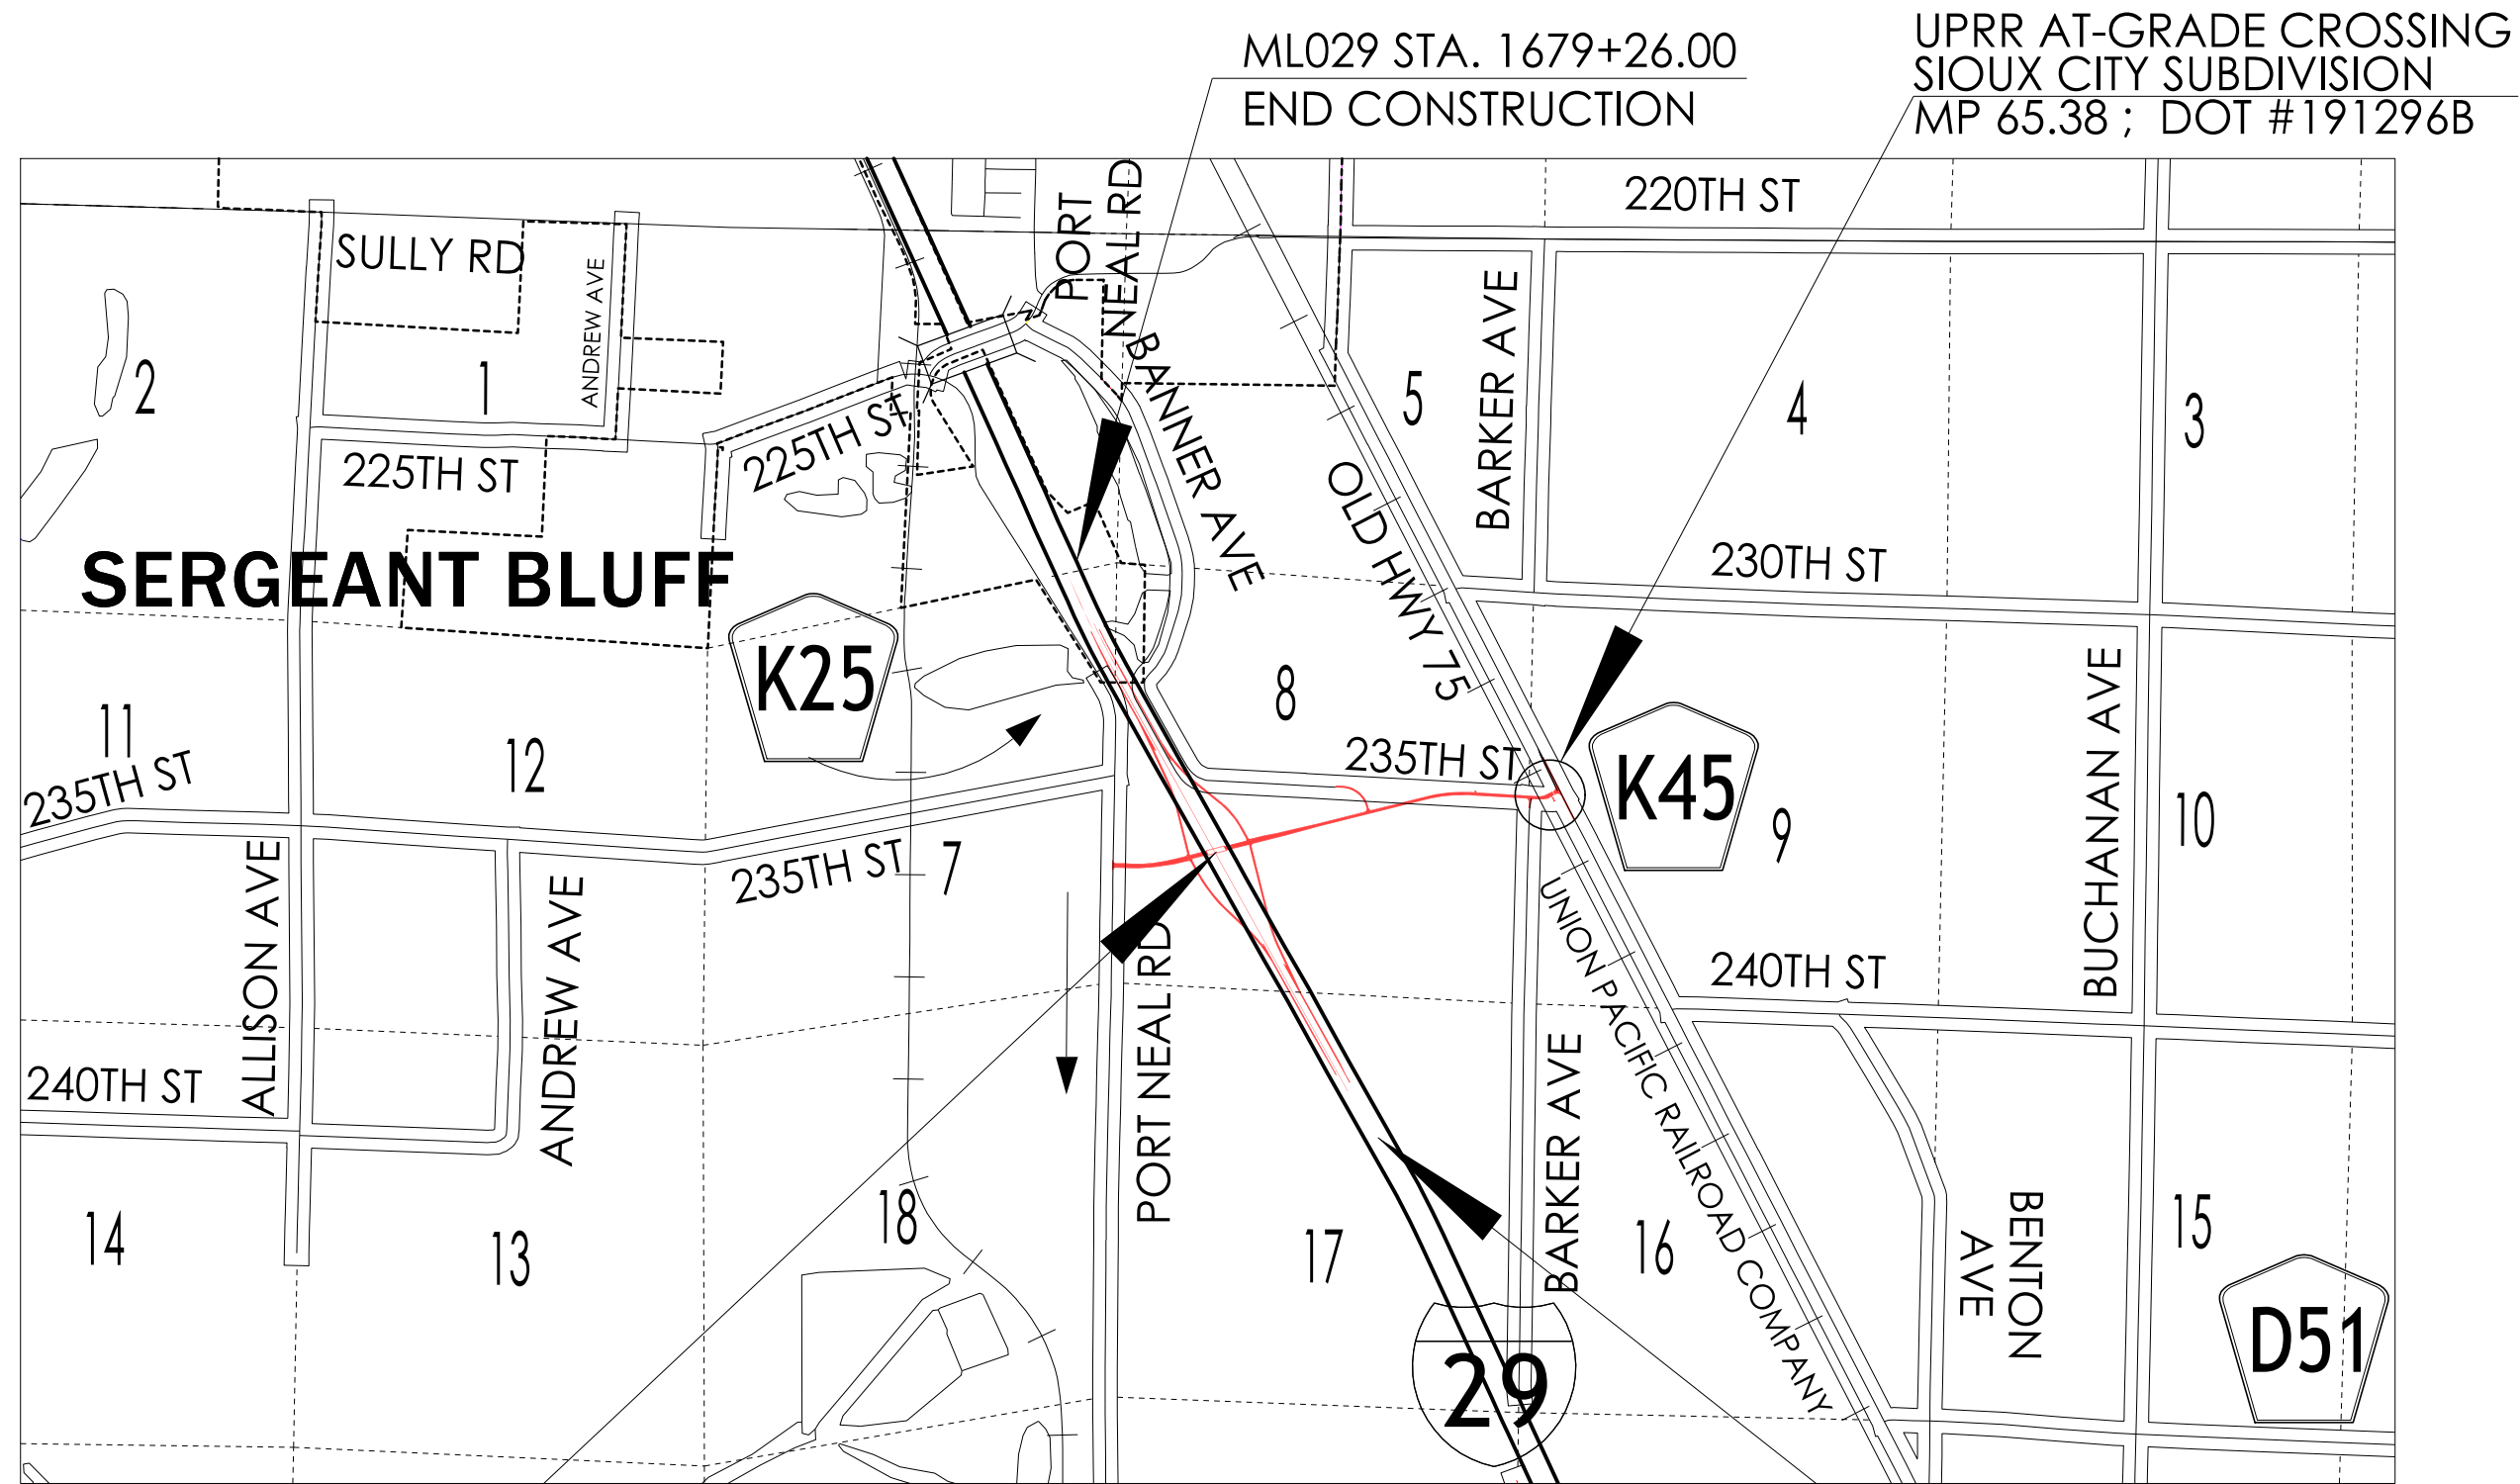 ML029 STA. 1679+26.00
END CONSTRUCTION
UPRR AT-GRADE CROSSING
SIOUX CITY SUBDIVISION
MP 65.38 ; DOT #191296B
PORT
NEAL RD
220TH ST
SULLY RD
ANDREW AVE
BARKER AVE
2
1
5
4
3
225TH ST
225TH ST
BANNER AVE
OLD HWY 75
230TH ST
SERGEANT BLUFF
K25
8
11
12
235TH ST
235TH ST
K45
9
10
BUCHANAN AVE
235TH ST
7
ALLISON AVE
ANDREW AVE
PORT NEAL RD
UNION PACIFIC RAILROAD COMPANY
240TH ST
240TH ST
BARKER AVE
14
13
18
17
16
BENTON
AVE
15
29
D51